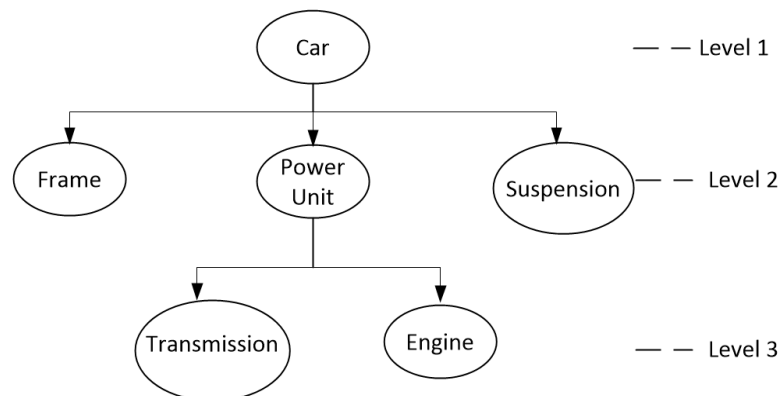 Car
Level 1
Frame
Power
Unit
Suspension
Level 2
Transmission
Engine
Level 3